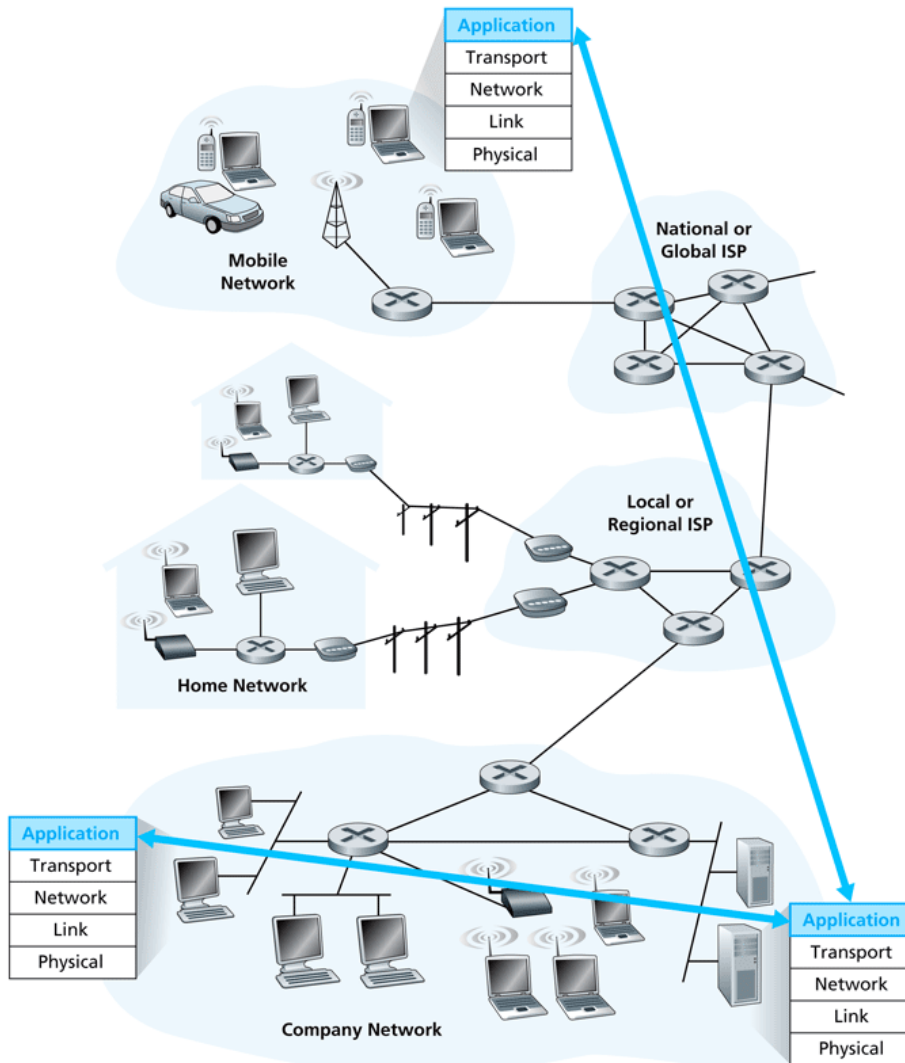 Application
Transport
Network
Link
Physical
National or
Global ISP
Mobile
Network
Local or
Regional ISP
Home Network
Application
Transport
Network
Link
Physical
Application
Transport
Network
Link
Physical
Company Network